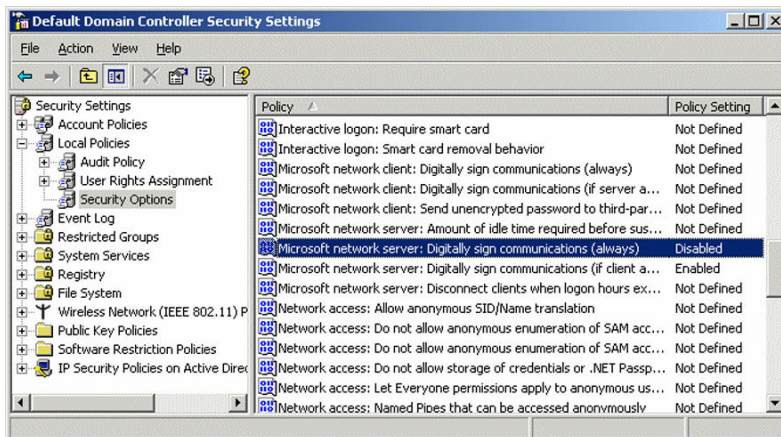 Default Domain Controller Security Settings
File Action View Help
Security Settings
Account Policies
Local Policies
Audit Policy
User Rights Assignment
Security Options
Event Log
Restricted Groups
System Services
Registry
File System
Wireless Network (IEEE 802.11) P
Public Key Policies
Software Restriction Policies
IP Security Policies on Active Direc
Policy Policy Setting
Interactive logon: Require smart card Not Defined
Interactive logon: Smart card removal behavior Not Defined
Microsoft network client: Digitally sign communications (always) Not Defined
Microsoft network client: Digitally sign communications (if server a... Not Defined
Microsoft network client: Send unencrypted password to third-par... Not Defined
Microsoft network server: Amount of idle time required before sus... Not Defined
Microsoft network server: Digitally sign communications (always) Disabled
Microsoft network server: Digitally sign communications (if client a... Enabled
Microsoft network server: Disconnect clients when logon hours ex... Not Defined
Network access: Allow anonymous SID/Name translation Not Defined
Network access: Do not allow anonymous enumeration of SAM acc... Not Defined
Network access: Do not allow anonymous enumeration of SAM acc... Not Defined
Network access: Do not allow storage of credentials or .NET Passp... Not Defined
Network access: Let Everyone permissions apply to anonymous us... Not Defined
Network access: Named Pipes that can be accessed anonymously Not Defined